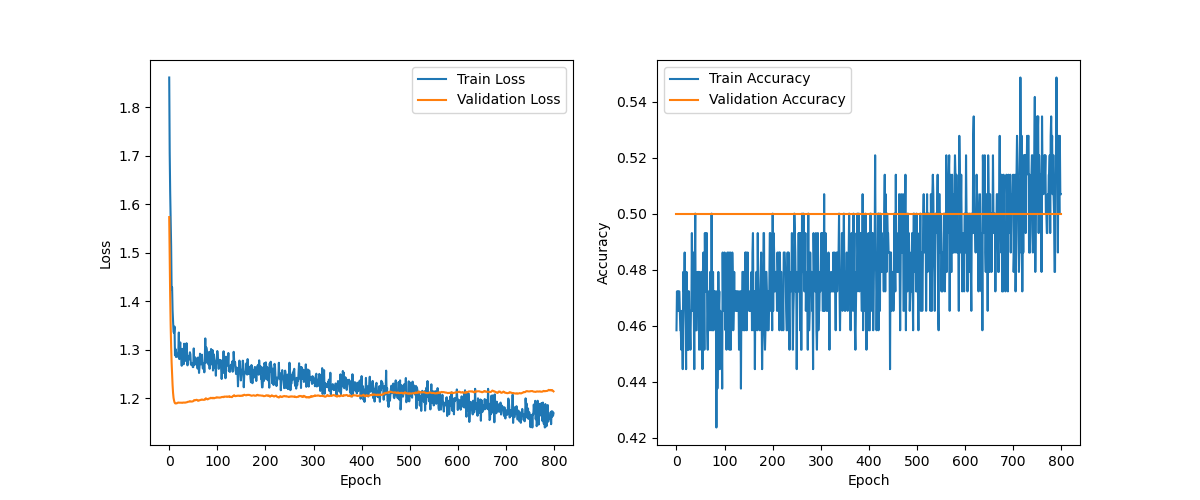 Train Loss
Validation Loss
1.8
1.7
1.6
1.5
1.4
1.3
1.2
Loss
0 100 200 300 400 500 600 700 800
Epoch
Train Accuracy
Validation Accuracy
0.54
0.52
0.50
0.48
0.46
0.44
0.42
Accuracy
0 100 200 300 400 500 600 700 800
Epoch